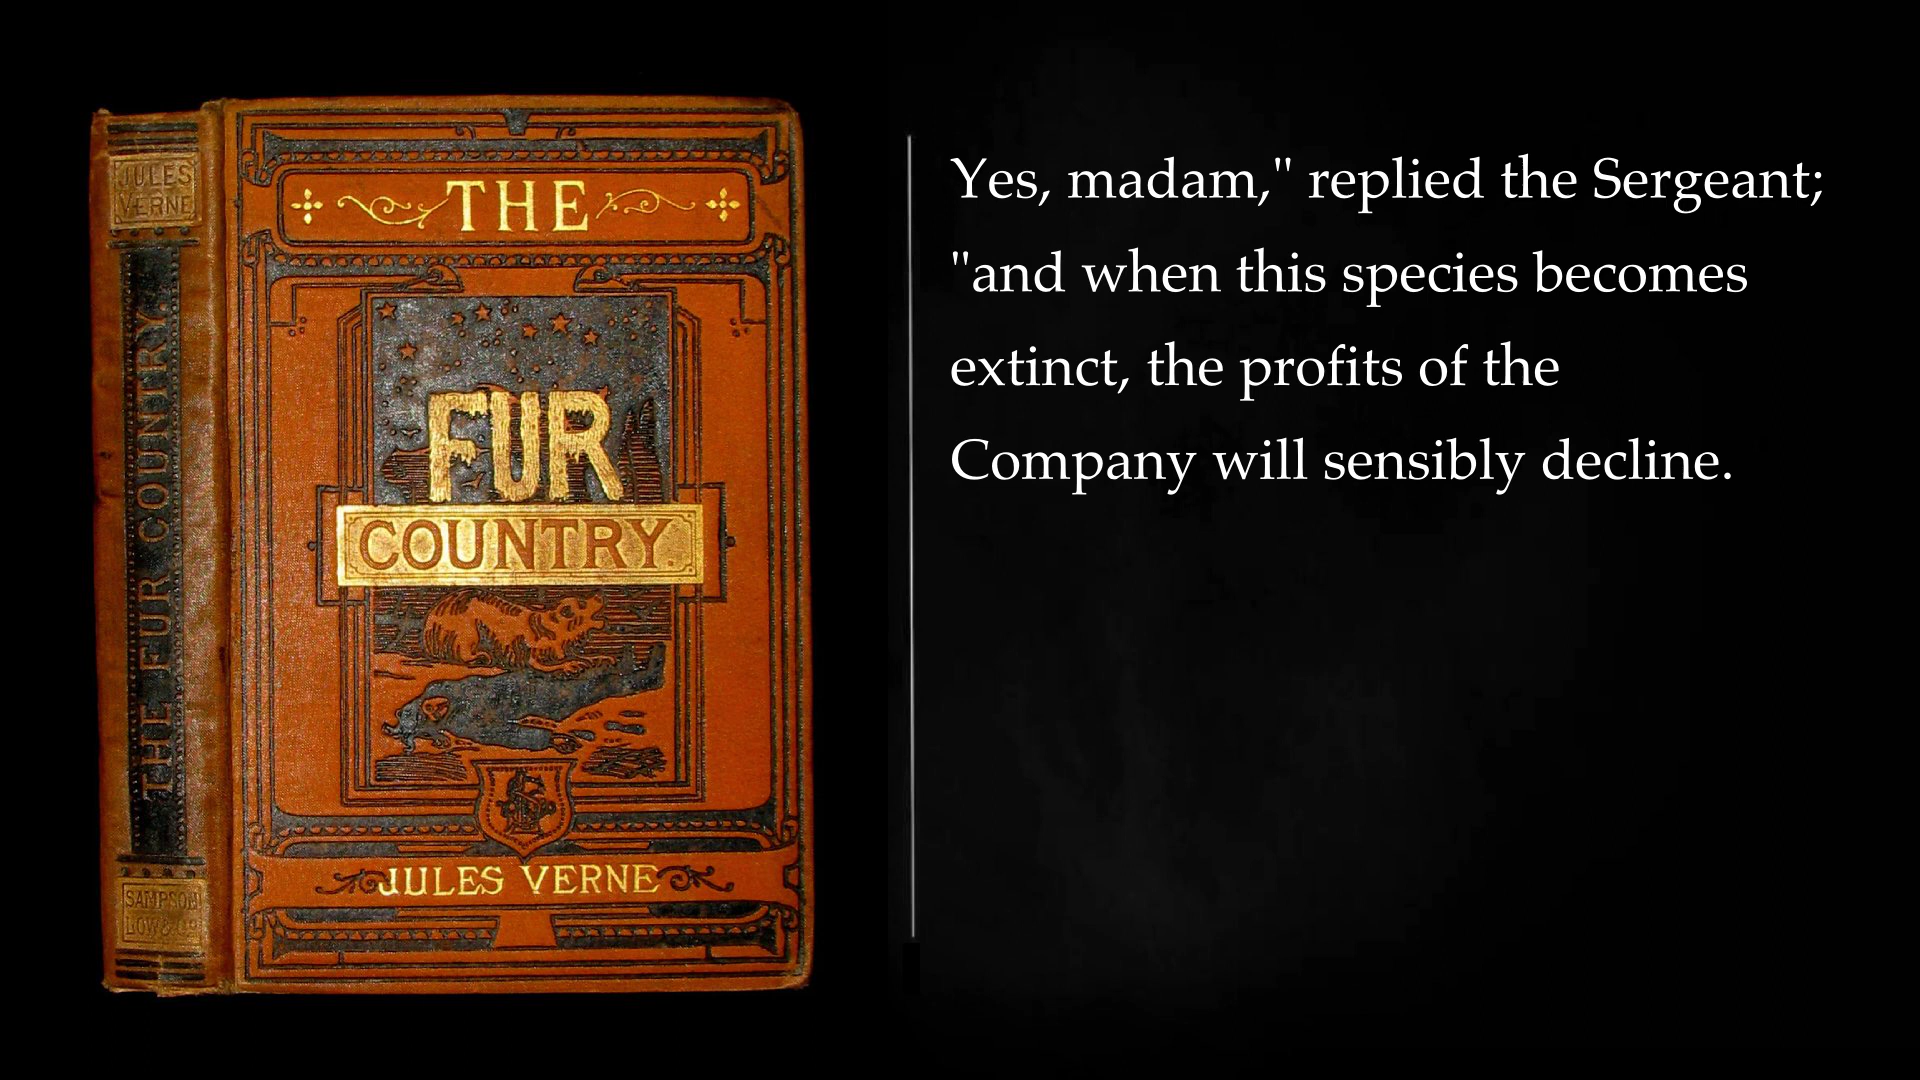 JULES
VERNE
THE FUR COUNTRY.
SAMPSON
LOW & Co
THE
FUR
COUNTRY.
JULES VERNE
Yes, madam," replied the Sergeant;
"and when this species becomes
extinct, the profits of the
Company will sensibly decline.